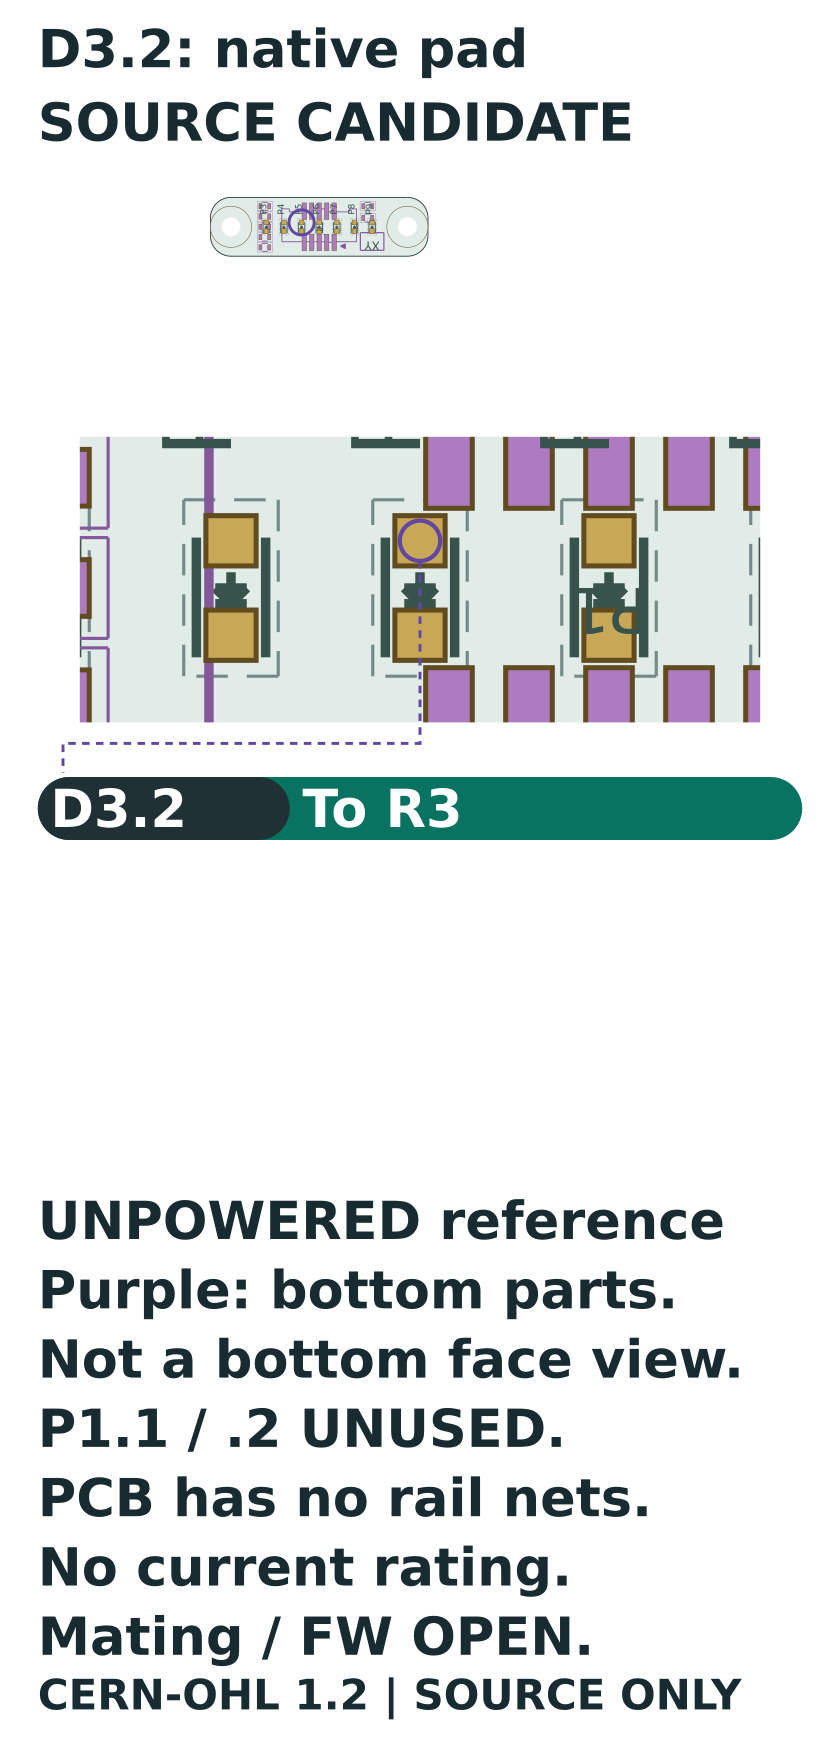 D3.2: native pad
SOURCE CANDIDATE
XY
P1
D3.2 To R3
UNPOWERED reference
Purple: bottom parts.
Not a bottom face view.
P1.1 / .2 UNUSED.
PCB has no rail nets.
No current rating.
Mating / FW OPEN.
CERN-OHL 1.2 | SOURCE ONLY